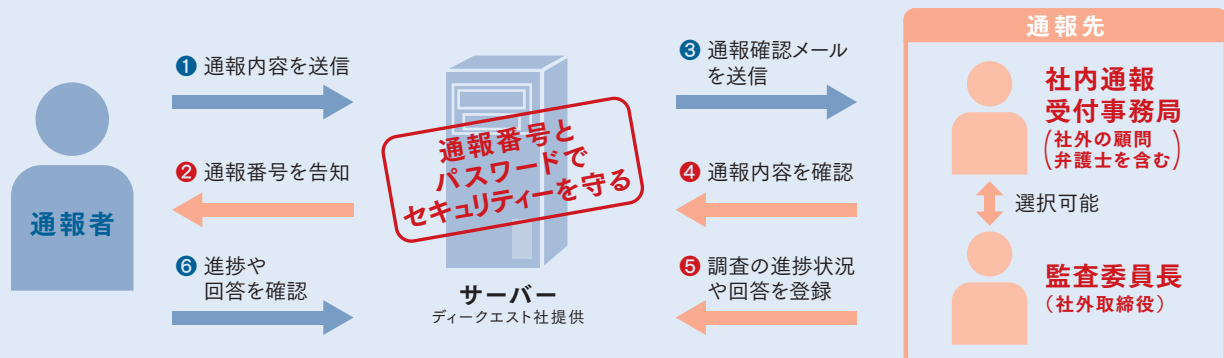 通報先
❶ 通報内容を送信
❸ 通報確認メール
を送信
社内通報
受付事務局
(社外の顧問
弁護士を含む)
通報番号と
パスワードで
セキュリティーを守る
❷ 通報番号を告知
❹ 通報内容を確認
選択可能
通報者
❻ 進捗や
回答を確認
サーバー
ディークエスト社提供
❺ 調査の進捗状況
や回答を登録
監査委員長
(社外取締役)